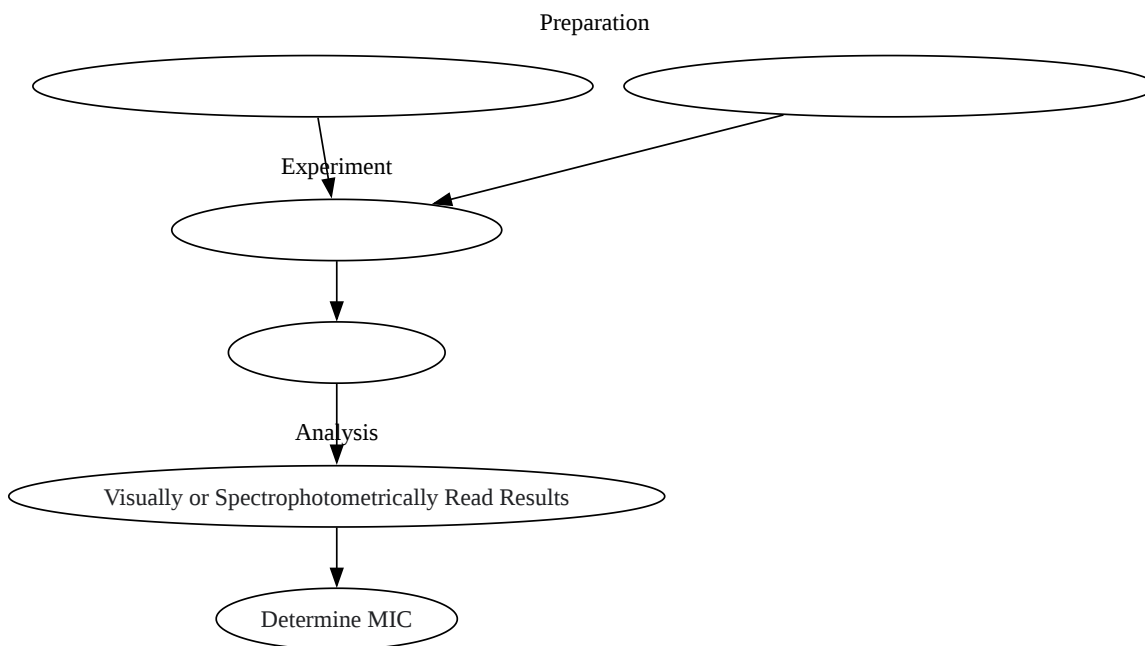 Preparation
Experiment
Analysis
Visually or Spectrophotometrically Read Results
Determine MIC